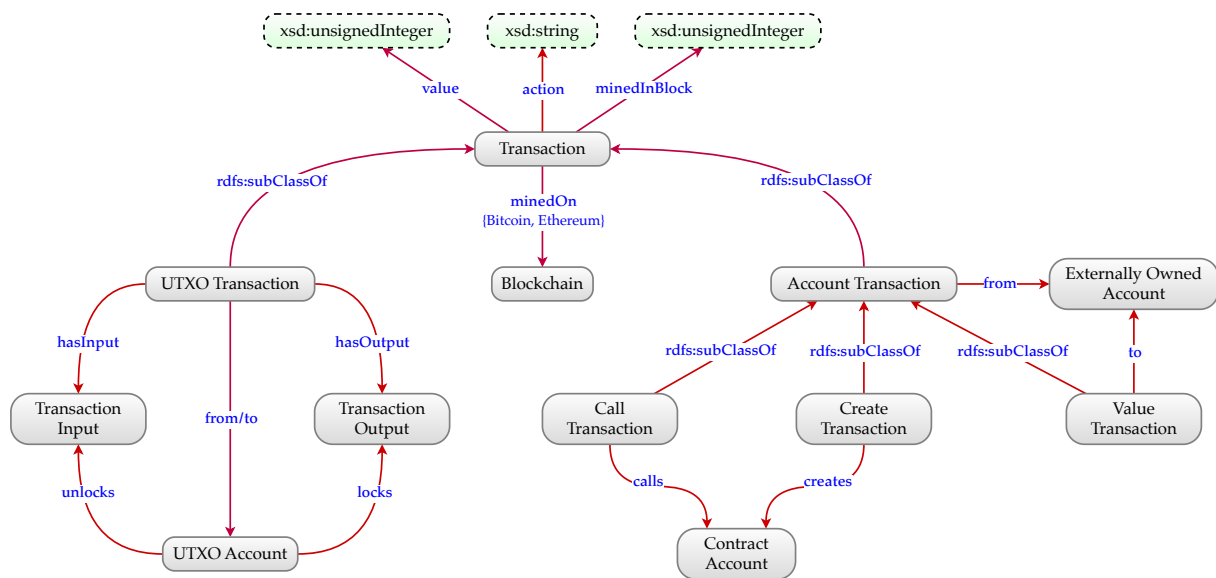 xsd:unsignedInteger
xsd:string
xsd:unsignedInteger
value
action
minedInBlock
Transaction
rdfs:subClassOf
minedOn
{Bitcoin, Ethereum}
rdfs:subClassOf
UTXO Transaction
Blockchain
Account Transaction
from
Externally Owned
Account
hasInput
hasOutput
rdfs:subClassOf
rdfs:subClassOf
rdfs:subClassOf
to
Transaction
Input
from/to
Transaction
Output
Call
Transaction
Create
Transaction
Value
Transaction
unlocks
locks
calls
creates
UTXO Account
Contract
Account